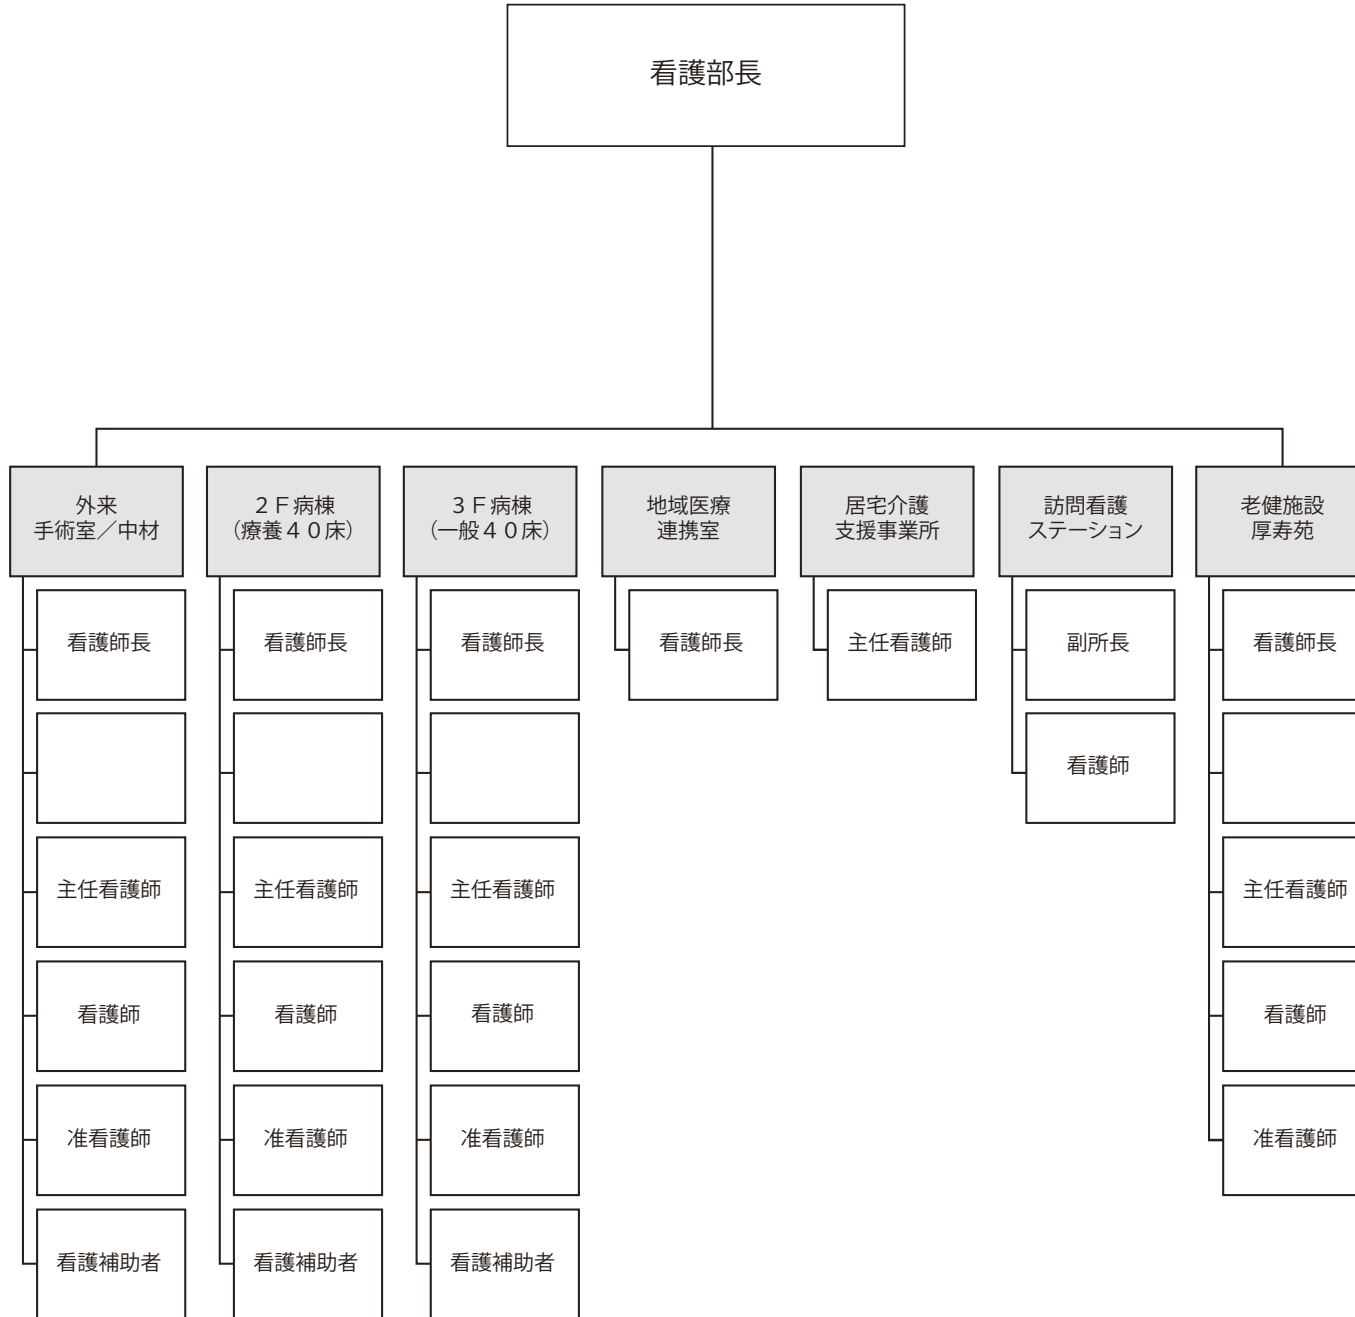 看護部長
外来
手術室／中材
２Ｆ病棟
（療養４０床）
３Ｆ病棟
（一般４０床）
地域医療
連携室
居宅介護
支援事業所
訪問看護
ステーション
老健施設
厚寿苑
看護師長
看護師長
看護師長
看護師長
主任看護師
副所長
看護師長
看護師
主任看護師
主任看護師
主任看護師
主任看護師
看護師
看護師
看護師
看護師
准看護師
准看護師
准看護師
准看護師
看護補助者
看護補助者
看護補助者